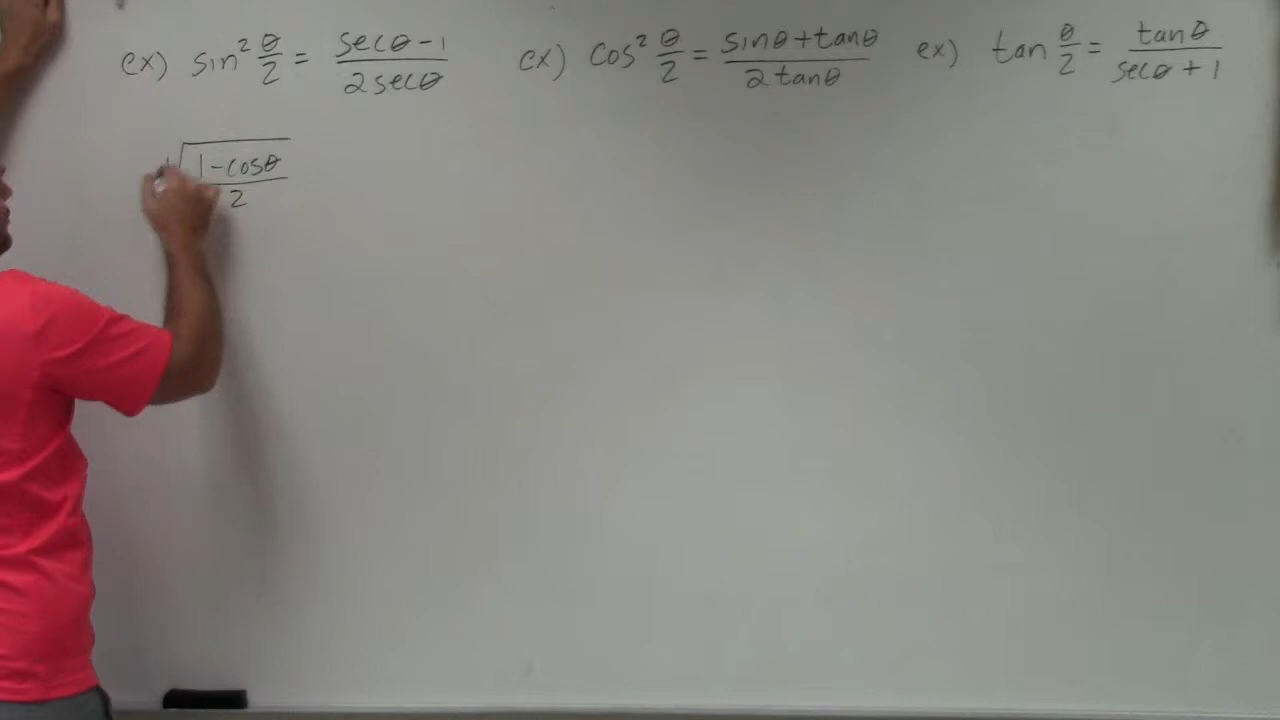 ex) sin² θ/2 = (secθ - 1)/(2secθ)
ex) cos² θ/2 = (sinθ + tanθ)/(2tanθ)
ex) tan θ/2 = tanθ/(secθ + 1)
√((1 - cosθ)/2)